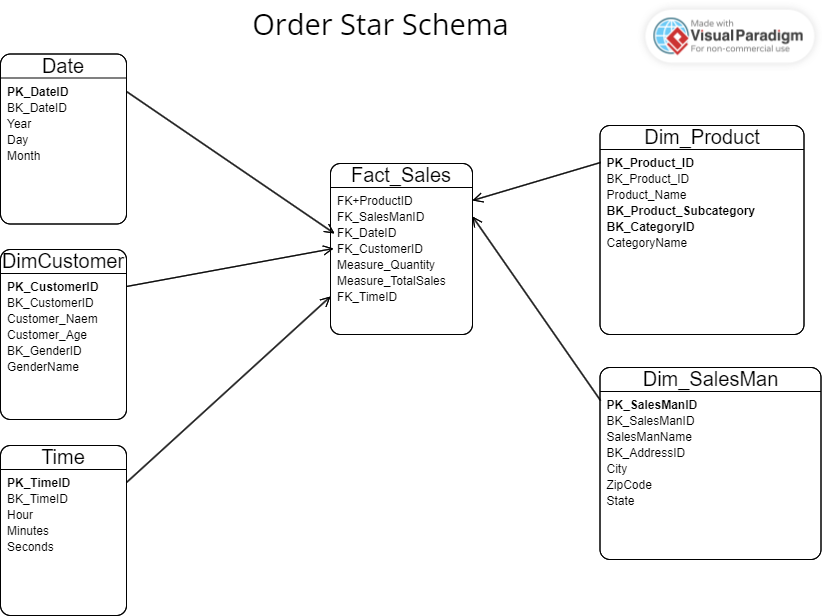 Order Star Schema
Made with
VisualParadigm
For non-commercial use
Date
PK_DateID
BK_DateID
Year
Day
Month
DimCustomer
PK_CustomerID
BK_CustomerID
Customer_Naem
Customer_Age
BK_GenderID
GenderName
Time
PK_TimeID
BK_TimeID
Hour
Minutes
Seconds
Fact_Sales
FK+ProductID
FK_SalesManID
FK_DateID
FK_CustomerID
Measure_Quantity
Measure_TotalSales
FK_TimeID
Dim_Product
PK_Product_ID
BK_Product_ID
Product_Name
BK_Product_Subcategory
BK_CategoryID
CategoryName
Dim_SalesMan
PK_SalesManID
BK_SalesManID
SalesManName
BK_AddressID
City
ZipCode
State